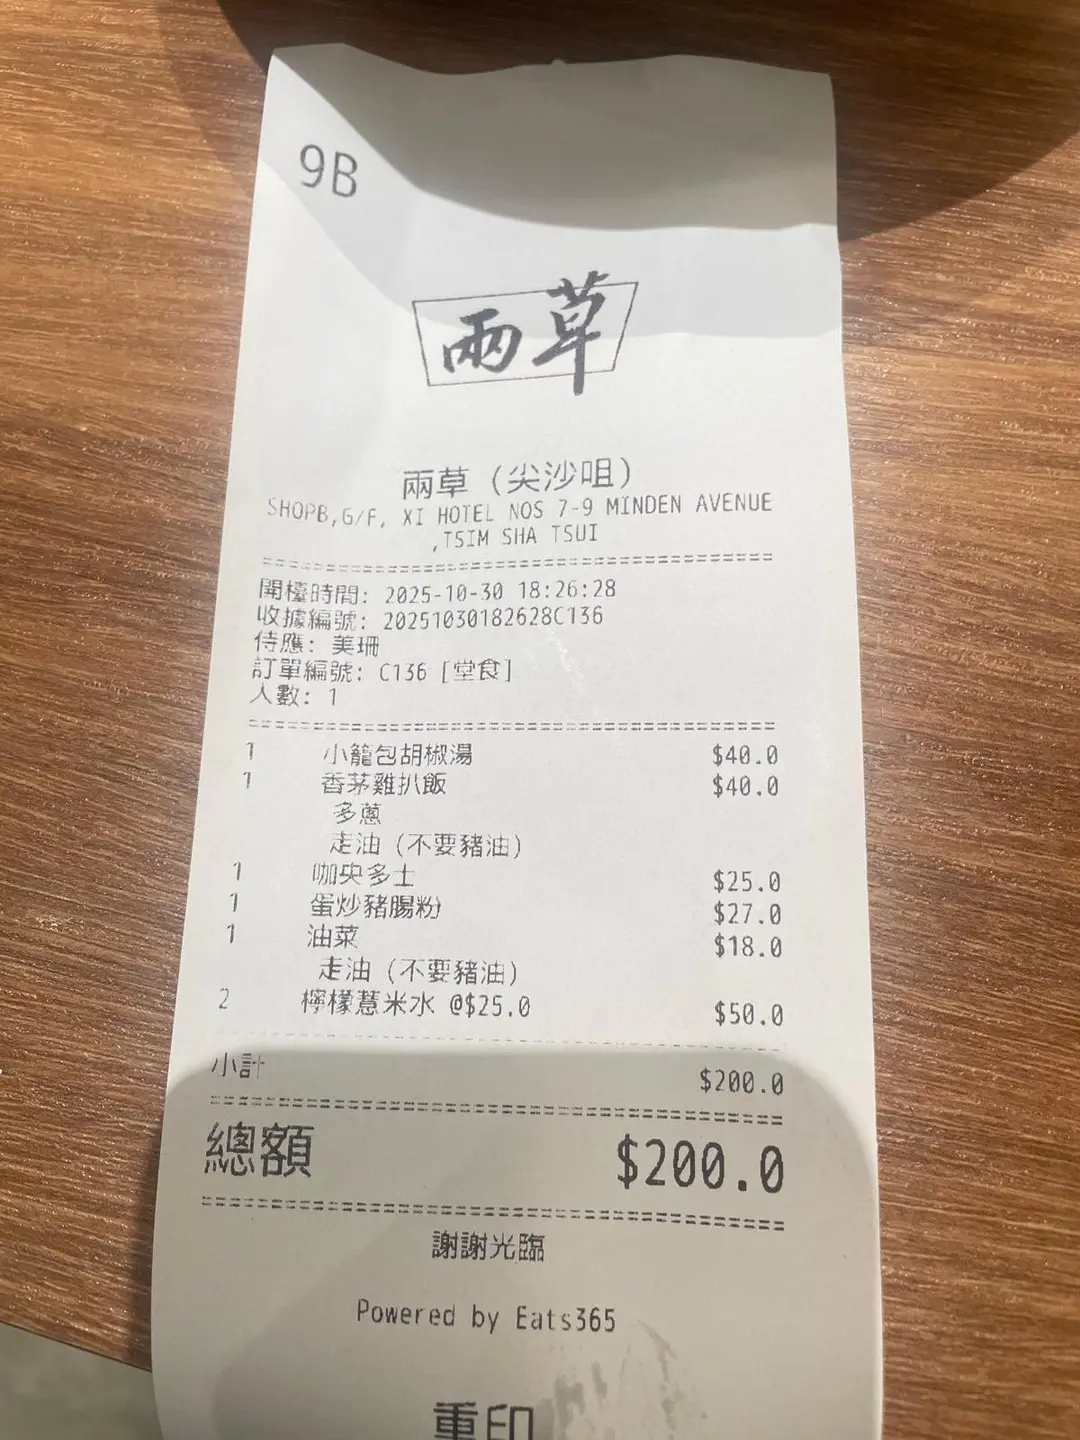 9B
兩草
兩草 (尖沙咀)
SHOPB,G/F, XI HOTEL NOS 7-9 MINDEN AVENUE
,TSIM SHA TSUI
開檯時間: 2025-10-30 18:26:28
收據編號: 20251030182628C136
侍應: 美珊
訂單編號: C136 [堂食]
人數: 1
1 小籠包胡椒湯 $40.0
1 香茅雞扒飯 $40.0
多蔥
走油 (不要豬油)
1 咖央多士 $25.0
1 蛋炒豬腸粉 $27.0
1 油菜 $18.0
走油 (不要豬油)
2 檸檬薏米水 @$25.0 $50.0
小計 $200.0
總額 $200.0
謝謝光臨
Powered by Eats365
重印